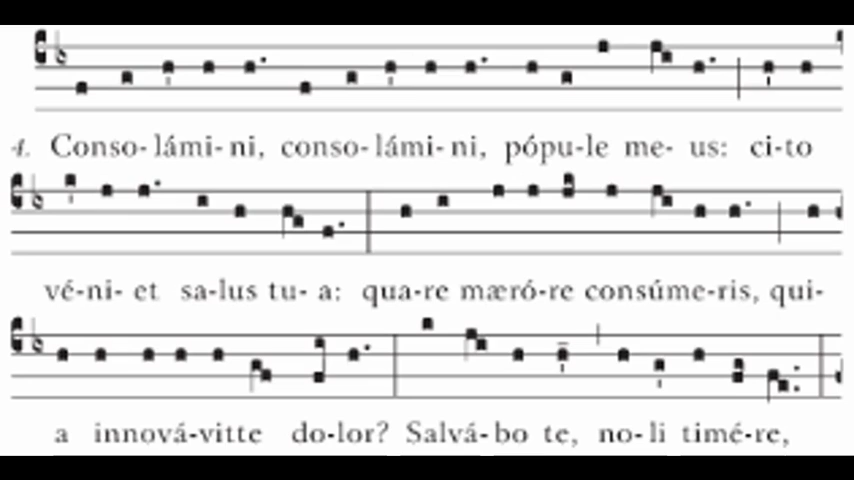 4. Conso-lámi-ni, conso-lámi-ni, pópu-le me- us: ci-to
vé-ni- et sa-lus tu- a: qua-re mæró-re consúme-ris, qui-
a innová-vitte do-lor? Salvá-bo te, no-li timé-re,